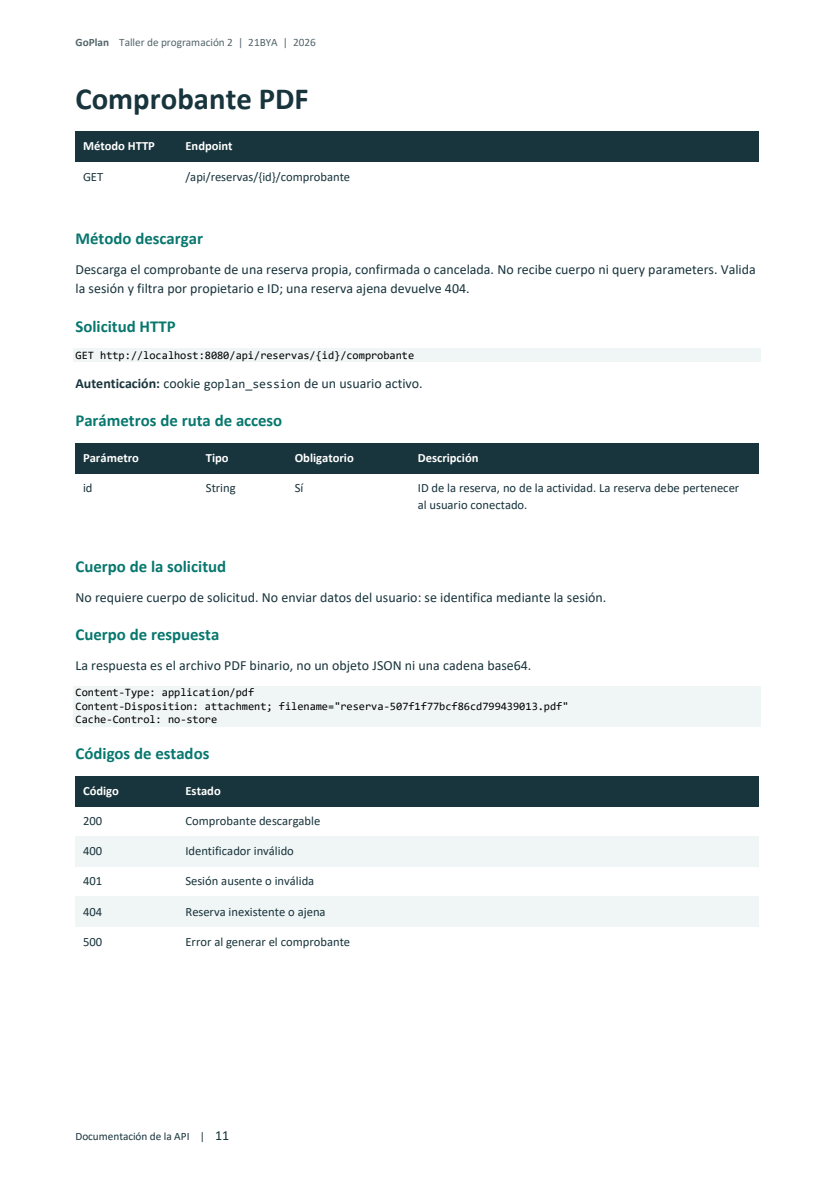 GoPlan Taller de programación 2 | 21BYA | 2026
Comprobante PDF
Método HTTP Endpoint
GET /api/reservas/{id}/comprobante
Método descargar
Descarga el comprobante de una reserva propia, confirmada o cancelada. No recibe cuerpo ni query parameters. Valida
la sesión y filtra por propietario e ID; una reserva ajena devuelve 404.
Solicitud HTTP
GET http://localhost:8080/api/reservas/{id}/comprobante
Autenticación: cookie goplan_session de un usuario activo.
Parámetros de ruta de acceso
Parámetro Tipo Obligatorio Descripción
id String Sí ID de la reserva, no de la actividad. La reserva debe pertenecer
al usuario conectado.
Cuerpo de la solicitud
No requiere cuerpo de solicitud. No enviar datos del usuario: se identifica mediante la sesión.
Cuerpo de respuesta
La respuesta es el archivo PDF binario, no un objeto JSON ni una cadena base64.
Content-Type: application/pdf
Content-Disposition: attachment; filename="reserva-507f1f77bcf86cd799439013.pdf"
Cache-Control: no-store
Códigos de estados
Código Estado
200 Comprobante descargable
400 Identificador inválido
401 Sesión ausente o inválida
404 Reserva inexistente o ajena
500 Error al generar el comprobante
Documentación de la API | 11